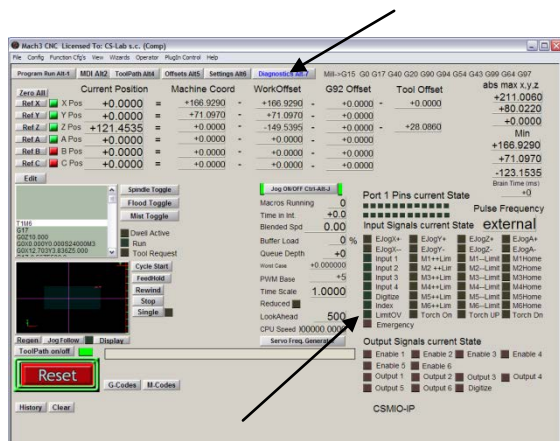 Mach3 CNC Licensed To: CS-Lab s.c. (Comp)
File Config Function Cfg's View Wizards Operator PlugIn Control Help
Program Run Alt-1 MDI Alt2 ToolPath Alt4 Offsets Alt5 Settings Alt6 Diagnostics Alt-7 Mill->G15 G0 G17 G40 G20 G90 G94 G54 G43 G99 G64 G97
Zero All Current Position Machine Coord WorkOffset G92 Offset Tool Offset abs max x,y,z
Ref X X Pos +0.0000 = +166.9290 - +166.9290 - +0.0000 - +0.0000 +211.0060
Ref Y Y Pos +0.0000 = +71.0970 - +71.0970 - +0.0000 +80.0220
Ref Z Z Pos +121.4535 = +0.0000 - -149.5395 - +0.0000 - +28.0860 +0.0000
Ref A A Pos +0.0000 = +0.0000 - +0.0000 - +0.0000 Min
Ref B B Pos +0.0000 = +0.0000 - +0.0000 - +0.0000 +166.9290
Ref C C Pos +0.0000 = +0.0000 - +0.0000 - +0.0000 +71.0970
-123.1535
Edit
Brain Time (ms)
+0
Spindle Toggle
Flood Toggle
Mist Toggle
Dwell Active
Run
Tool Request
T1M6
G17
G0Z10.000
G0X0.000Y0.000S24000M3
G0X12.703Y3.836Z5.000
Cycle Start
FeedHold
Rewind
Stop
Single
Regen Jog Follow Display
ToolPath on/off
Reset
G-Codes M-Codes
History Clear
Jog ON/OFF Ctrl-Alt-J
Macros Running 0
Time in Int. +0.0
Blended Spd 0.00
Buffer Load 0 %
Queue Depth +0
Worst Case +0.000000
PWM Base +5
Time Scale 1.0000
Reduced
LookAhead 500
CPU Speed
Servo Freq. Generator
Port 1 Pins current State
Pulse Frequency
Input Signals current State external
EJogX+ EJogY+ EJogZ+ EJogA+
EJogX- EJogY- EJogZ- EJogA-
Input 1 M1++Lim M1--Limit M1Home
Input 2 M2++Lim M2--Limit M2Home
Input 3 M3++Lim M3--Limit M3Home
Input 4 M4++Lim M4--Limit M4Home
Digitize M5++Lim M5--Limit M5Home
Index M6++Lim M6--Limit M6Home
LimtOV Torch On Torch UP Torch Dn
Emergency
Output Signals current State
Enable 1 Enable 2 Enable 3 Enable 4
Enable 5 Enable 6
Output 1 Output 2 Output 3 Output 4
Output 5 Output 6 Digitize
CSMIO-IP